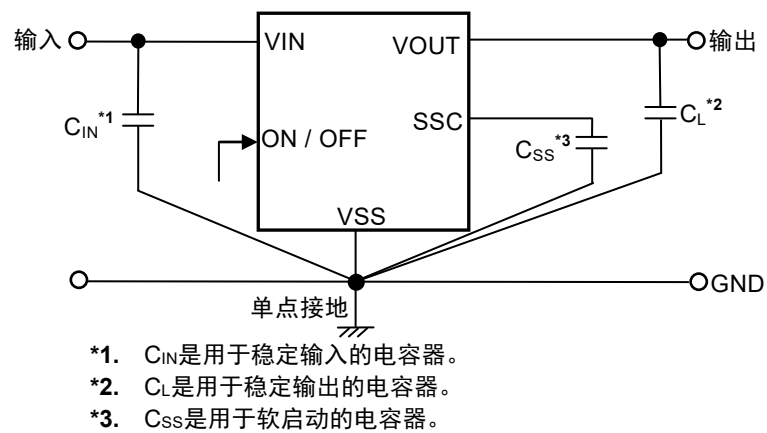 输入
VIN
VOUT
输出
CIN*1
ON / OFF
SSC
CSS*3
CL*2
VSS
GND
单点接地
*1. CIN是用于稳定输入的电容器。
*2. CL是用于稳定输出的电容器。
*3. CSS是用于软启动的电容器。